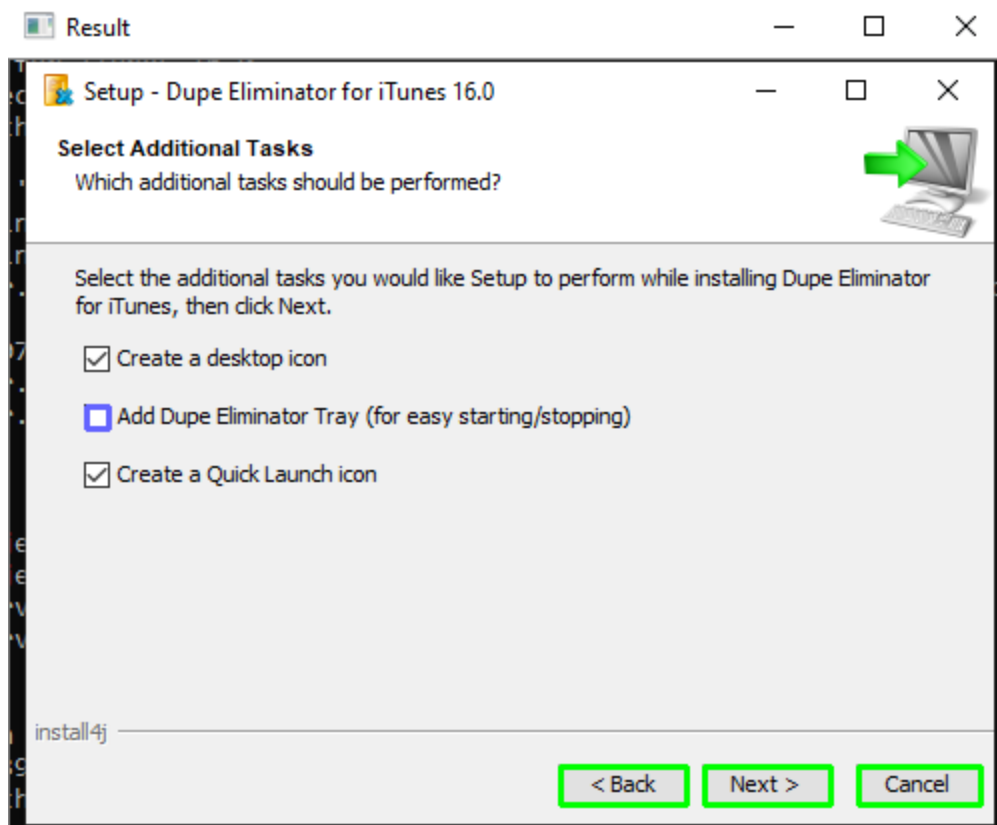 Result
Setup - Dupe Eliminator for iTunes 16.0
Select Additional Tasks
Which additional tasks should be performed?
Select the additional tasks you would like Setup to perform while installing Dupe Eliminator
for iTunes, then click Next.
Create a desktop icon
Add Dupe Eliminator Tray (for easy starting/stopping)
Create a Quick Launch icon
install4j
< Back
Next >
Cancel